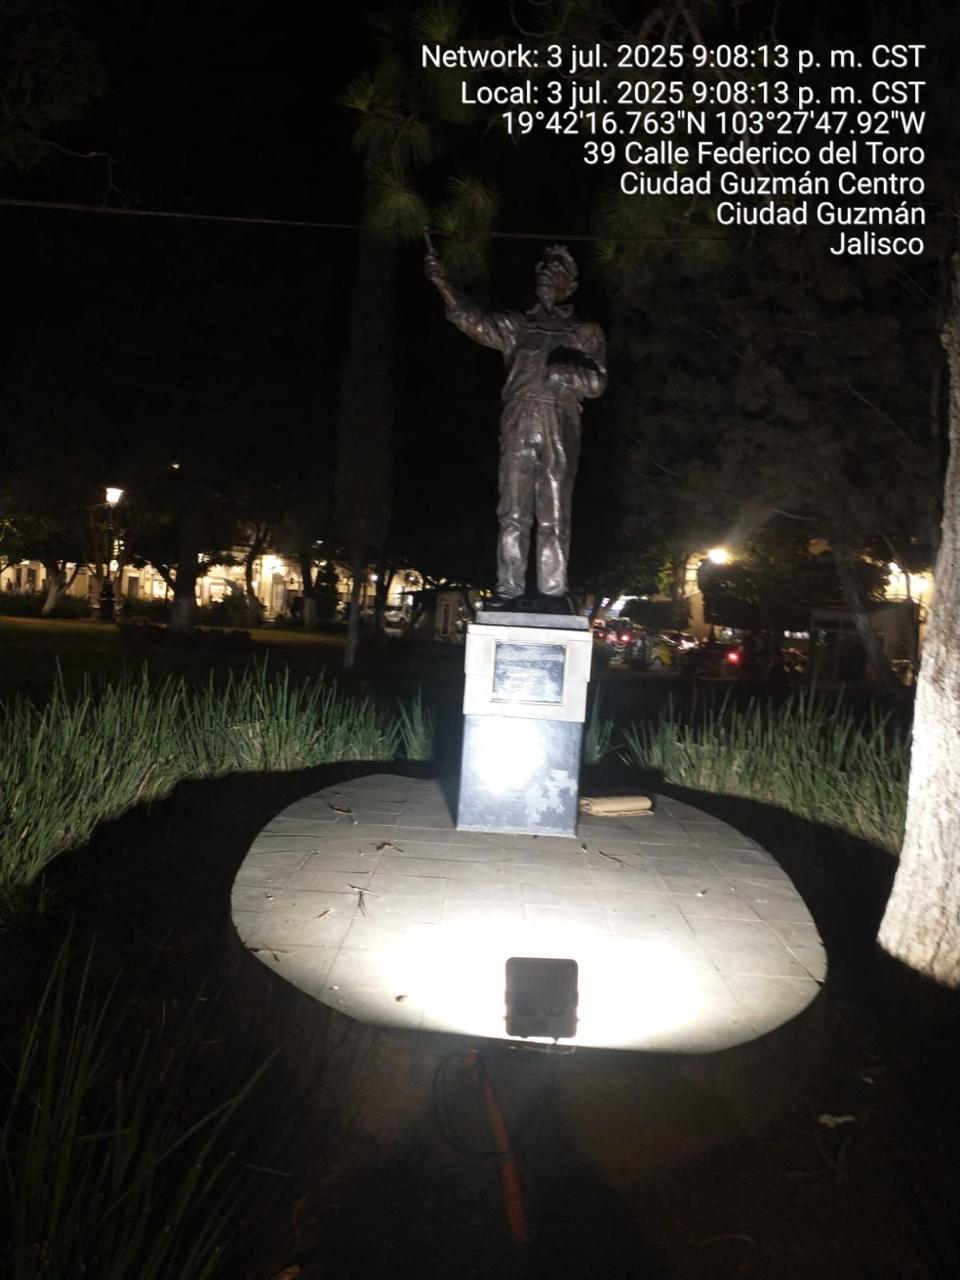 Network: 3 jul. 2025 9:08:13 p. m. CST
Local: 3 jul. 2025 9:08:13 p. m. CST
19°42'16.763"N 103°27'47.92"W
39 Calle Federico del Toro
Ciudad Guzmán Centro
Ciudad Guzmán
Jalisco